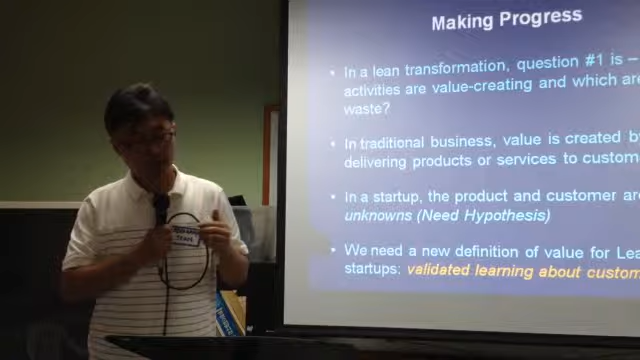 Making Progress
• In a lean transformation, question #1 is –
activities are value-creating and which are
waste?
• In traditional business, value is created by
delivering products or services to custom
• In a startup, the product and customer are
unknowns (Need Hypothesis)
• We need a new definition of value for Lea
startups: validated learning about custom